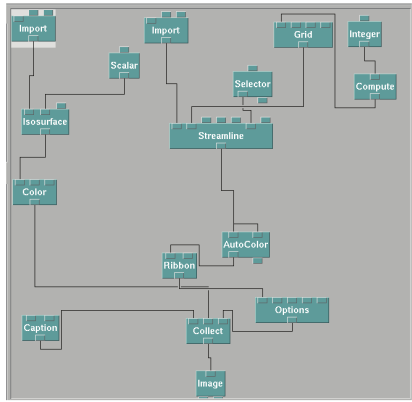 Import
Import
Grid
Integer
Scalar
Selector
Compute
Isosurface
Streamline
Color
AutoColor
Ribbon
Options
Caption
Collect
Image